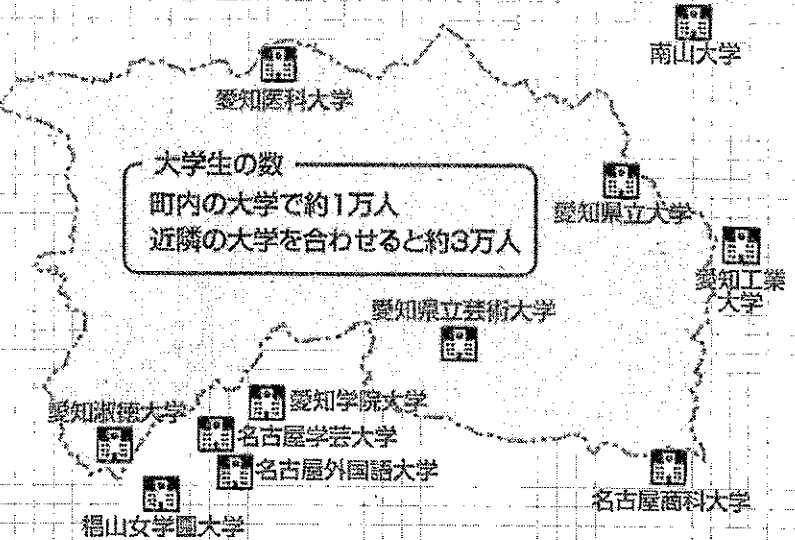 南山大学
愛知医科大学
大学生の数
町内の大学で約1万人
近隣の大学を合わせると約3万人
愛知県立大学
愛知工業
大学
愛知県立芸術大学
愛知学院大学
愛知淑徳大学
名古屋学芸大学
名古屋外国語大学
名古屋商科大学
椙山女学園大学